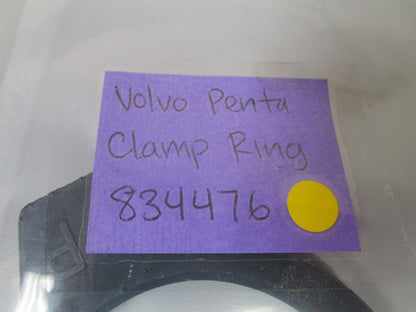 Volvo Penta
Clamp Ring
834476